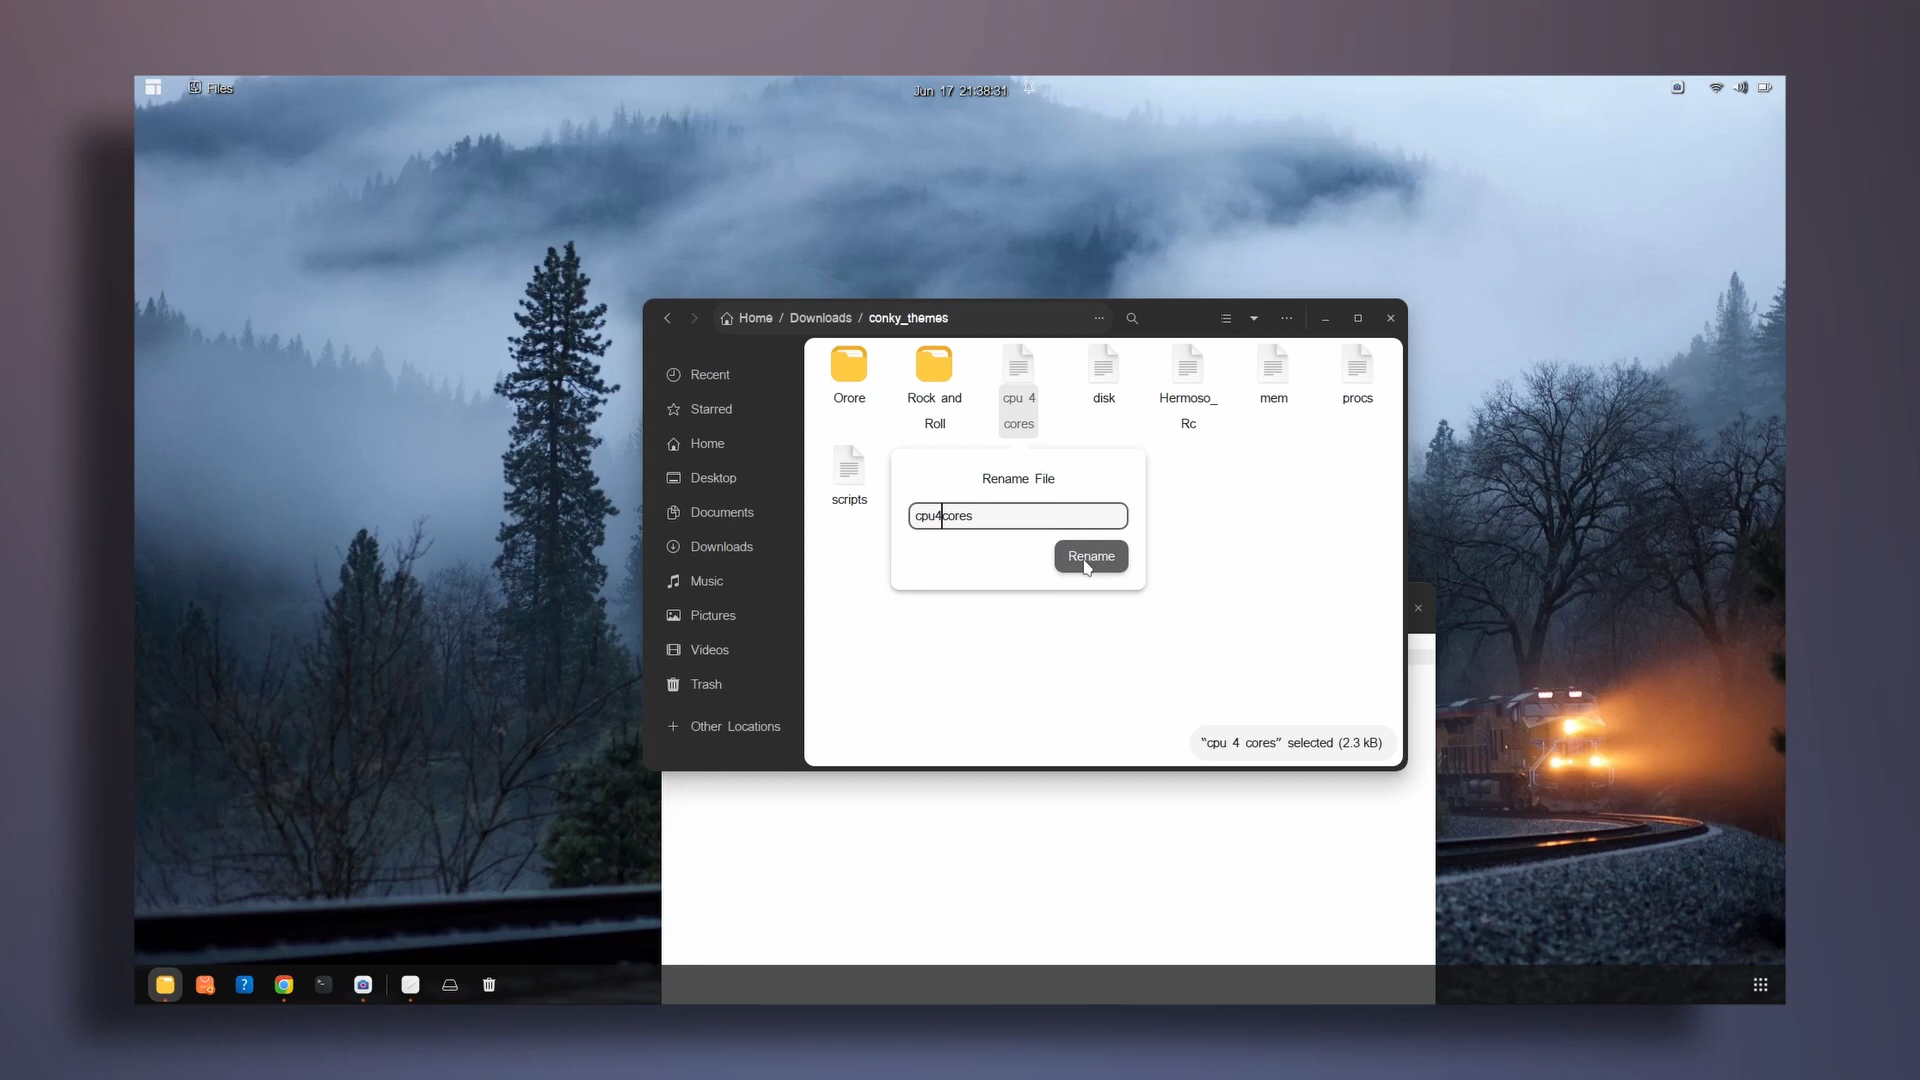 Files
Jun 17 21:38:31
Home / Downloads / conky_themes
Recent
Starred
Home
Desktop
Documents
Downloads
Music
Pictures
Videos
Trash
+ Other Locations
Orore
Rock and
Roll
cpu 4
cores
disk
Hermoso_
Rc
mem
procs
scripts
Rename File
cpu4cores
Rename
“cpu 4 cores” selected (2.3 kB)